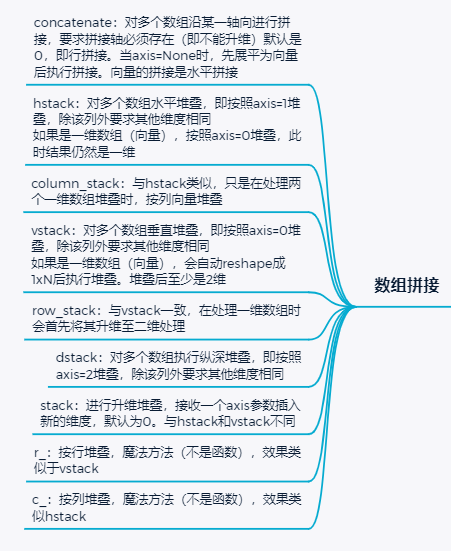 concatenate：对多个数组沿某一轴向进行拼
接，要求拼接轴必须存在（即不能升维）默认是
0，即行拼接。当axis=None时，先展平为向量
后执行拼接。向量的拼接是水平拼接
hstack：对多个数组水平堆叠，即按照axis=1堆
叠，除该列外要求其他维度相同
如果是一维数组（向量），按照axis=0堆叠，此
时结果仍然是一维
column_stack：与hstack类似，只是在处理两
个一维数组堆叠时，按列向量堆叠
vstack：对多个数组垂直堆叠，即按照axis=0堆
叠，除该列外要求其他维度相同
如果是一维数组（向量），会自动reshape成
1xN后执行堆叠。堆叠后至少是2维
数组拼接
row_stack：与vstack一致，在处理一维数组时
会首先将其升维至二维处理
dstack：对多个数组执行纵深堆叠，即按照
axis=2堆叠，除该列外要求其他维度相同
stack：进行升维堆叠，接收一个axis参数插入
新的维度，默认为0。与hstack和vstack不同
r_：按行堆叠，魔法方法（不是函数），效果类
似于vstack
c_：按列堆叠，魔法方法（不是函数），效果类
似hstack